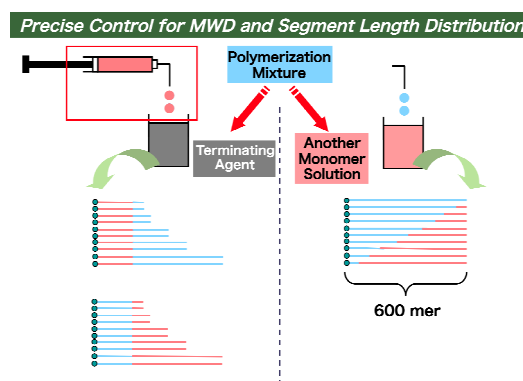 Precise Control for MWD and Segment Length Distribution
Polymerization
Mixture
Terminating
Agent
Another
Monomer
Solution
600 mer